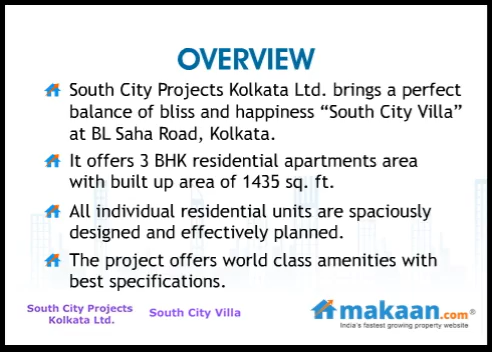 OVERVIEW
South City Projects Kolkata Ltd. brings a perfect
balance of bliss and happiness “South City Villa”
at BL Saha Road, Kolkata.
It offers 3 BHK residential apartments area
with built up area of 1435 sq. ft.
All individual residential units are spaciously
designed and effectively planned.
The project offers world class amenities with
best specifications.
South City Projects
Kolkata Ltd.
South City Villa
makaan.com®
India's fastest growing property website